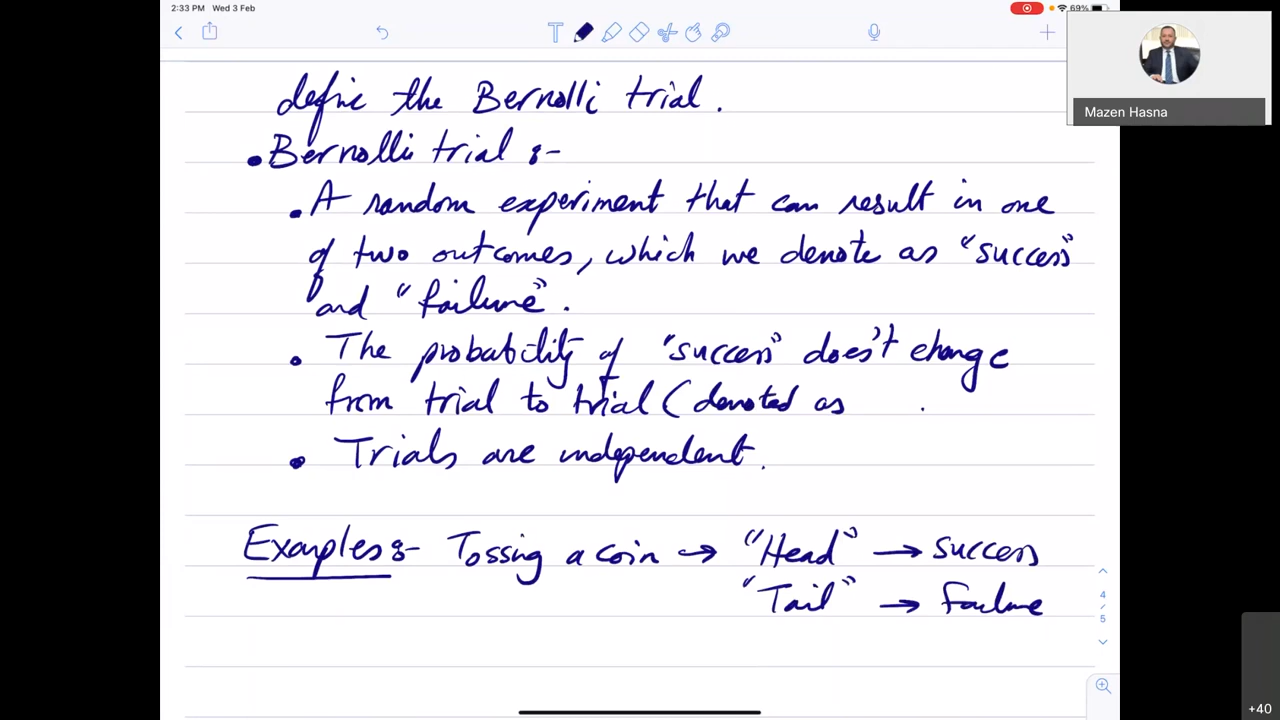 2:33 PM Wed 3 Feb
69%
Mazen Hasna
define the Bernolli trial.
• Bernolli trial :-
• A random experiment that can result in one
of two outcomes, which we denote as "success"
and "failure".
• The probability of "success" does't change
from trial to trial (denoted as .
• Trials are independent.
Examples :- Tossing a coin → "Head" → success
"Tail" → Failure
4
/
5
+40